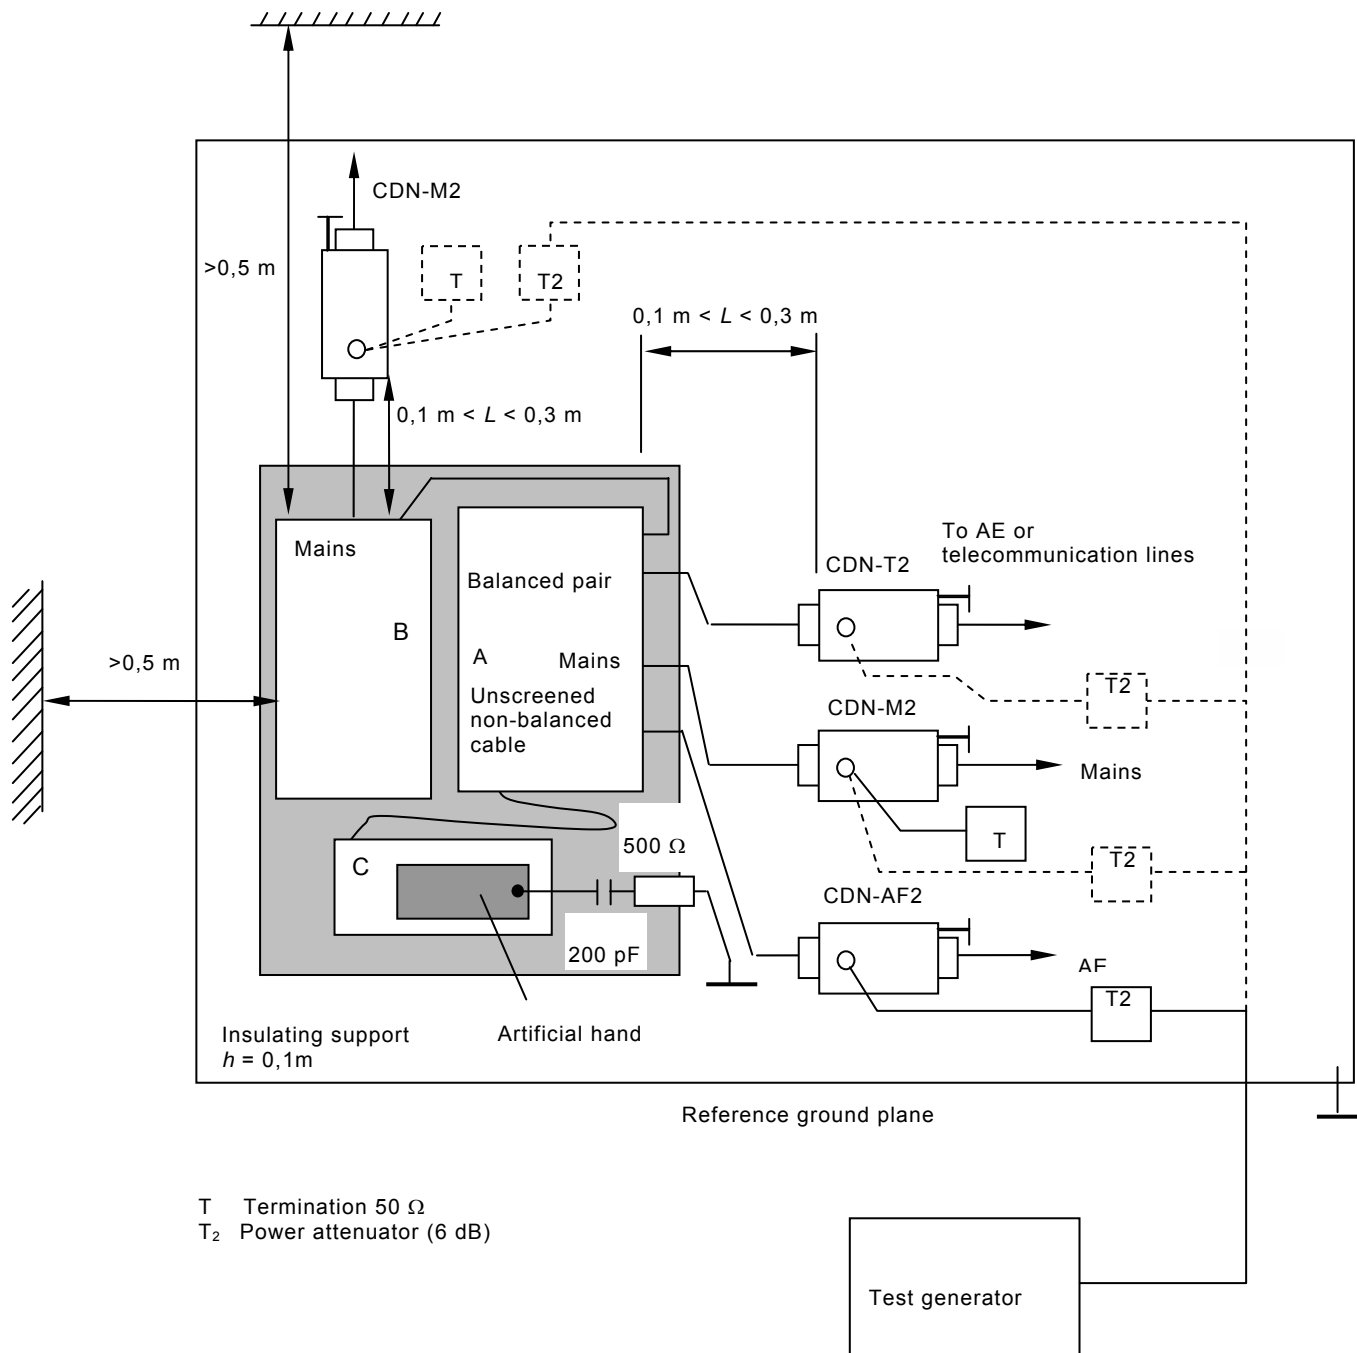 CDN-M2
>0,5 m
T
T2
0,1 m < L < 0,3 m
0,1 m < L < 0,3 m
Mains
B
Balanced pair
A
Mains
Unscreened
non-balanced
cable
To AE or
telecommunication lines
CDN-T2
T2
>0,5 m
CDN-M2
Mains
T
T2
500 Ω
C
200 pF
CDN-AF2
AF
T2
Insulating support
h = 0,1m
Artificial hand
Reference ground plane
T Termination 50 Ω
T₂ Power attenuator (6 dB)
Test generator